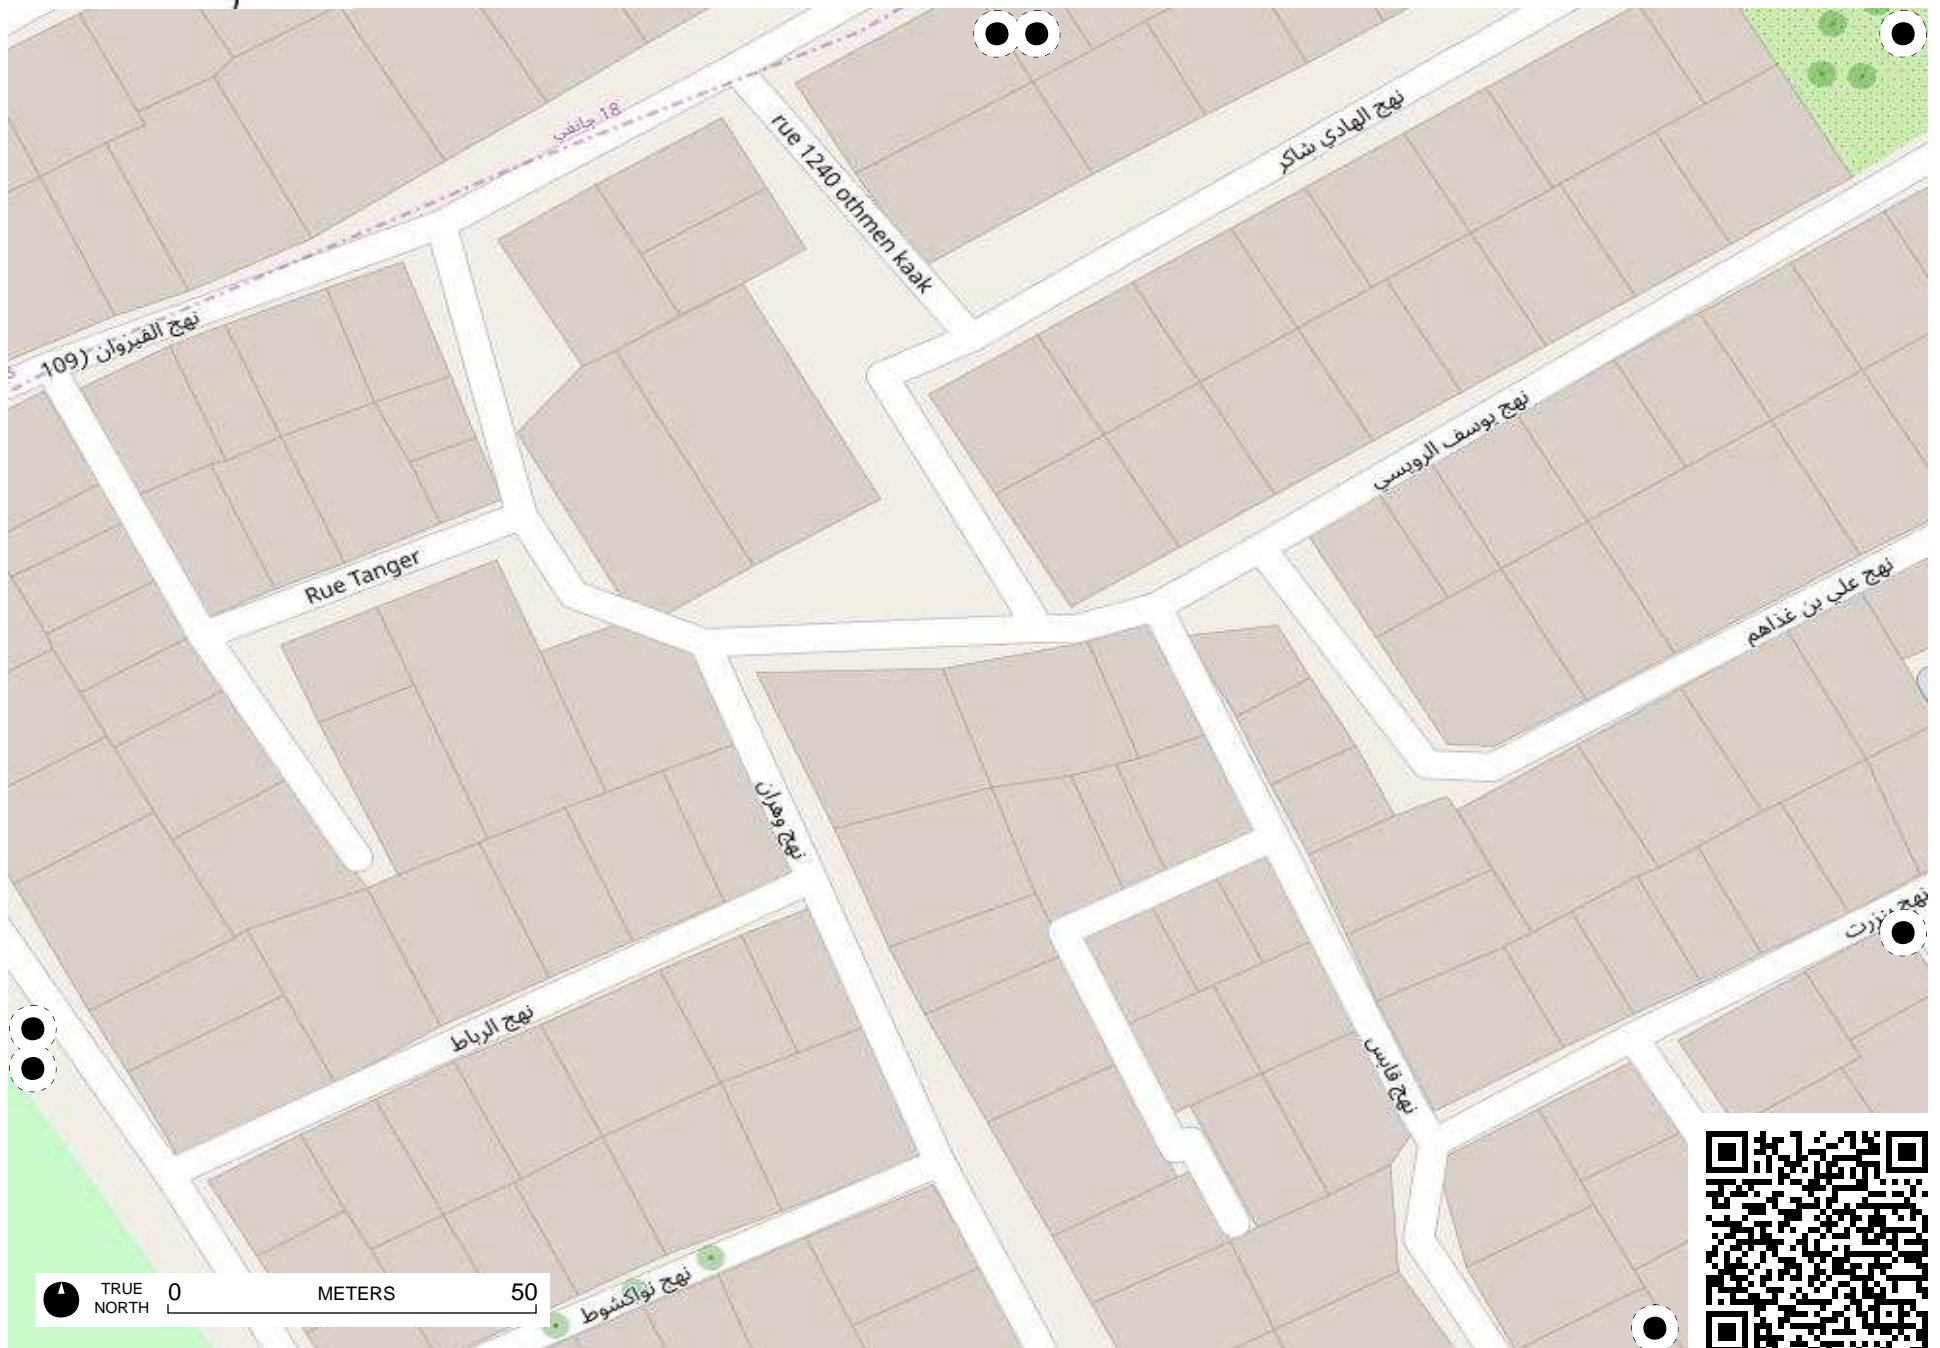 18 جانفي
نهج الهادي شاكر
rue 1240 othmen kaak
نهج القيروان (109
S
نهج يوسف الرويسي
Rue Tanger
نهج علي بن غذاهم
نهج وهران
نهج بنزرت
نهج الرباط
نهج قابس
نهج نواكشوط
TRUE NORTH
0 METERS 50